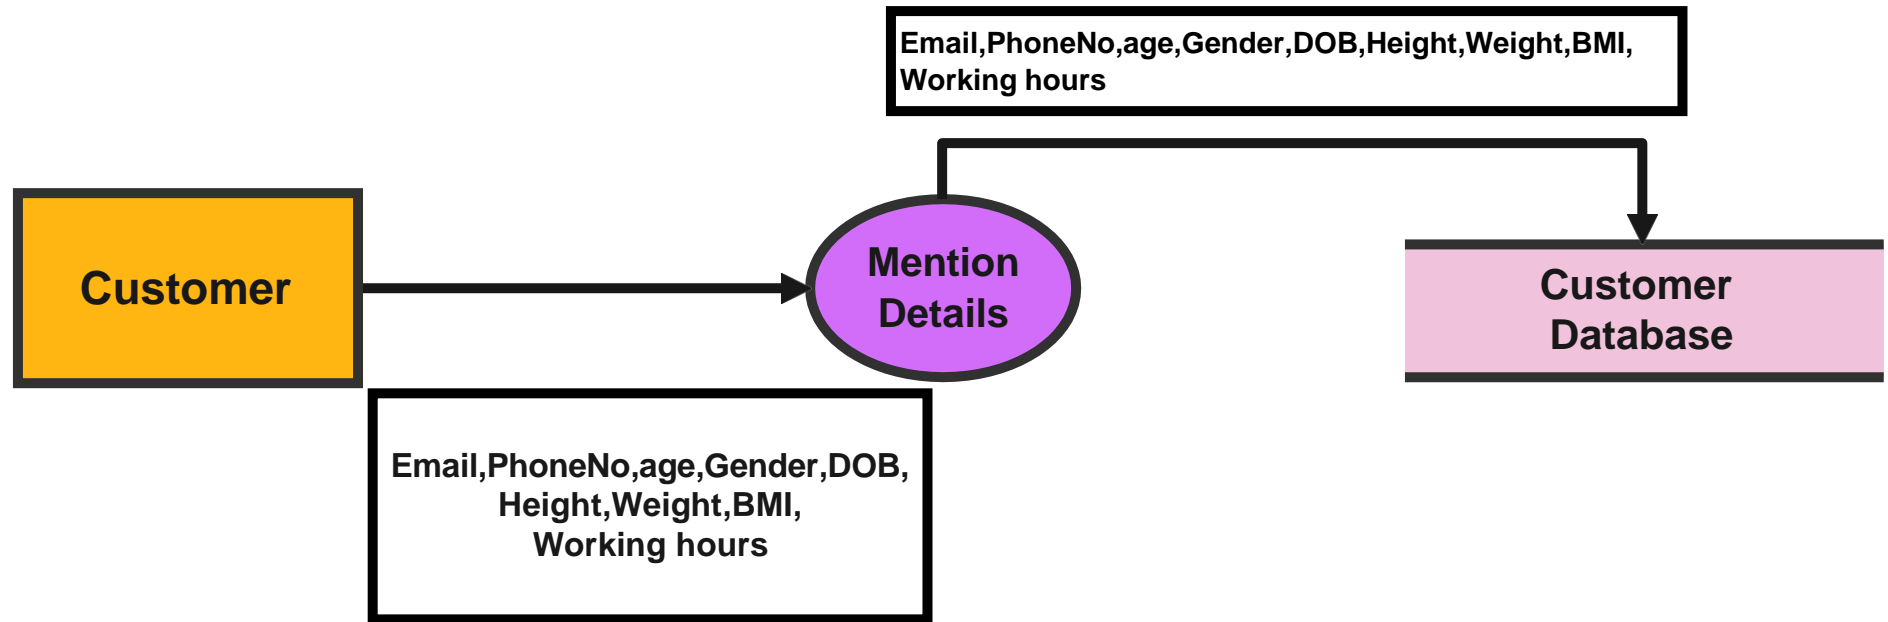 Email,PhoneNo,age,Gender,DOB,Height,Weight,BMI,
Working hours
Customer
Mention
Details
Customer
Database
Email,PhoneNo,age,Gender,DOB,
Height,Weight,BMI,
Working hours